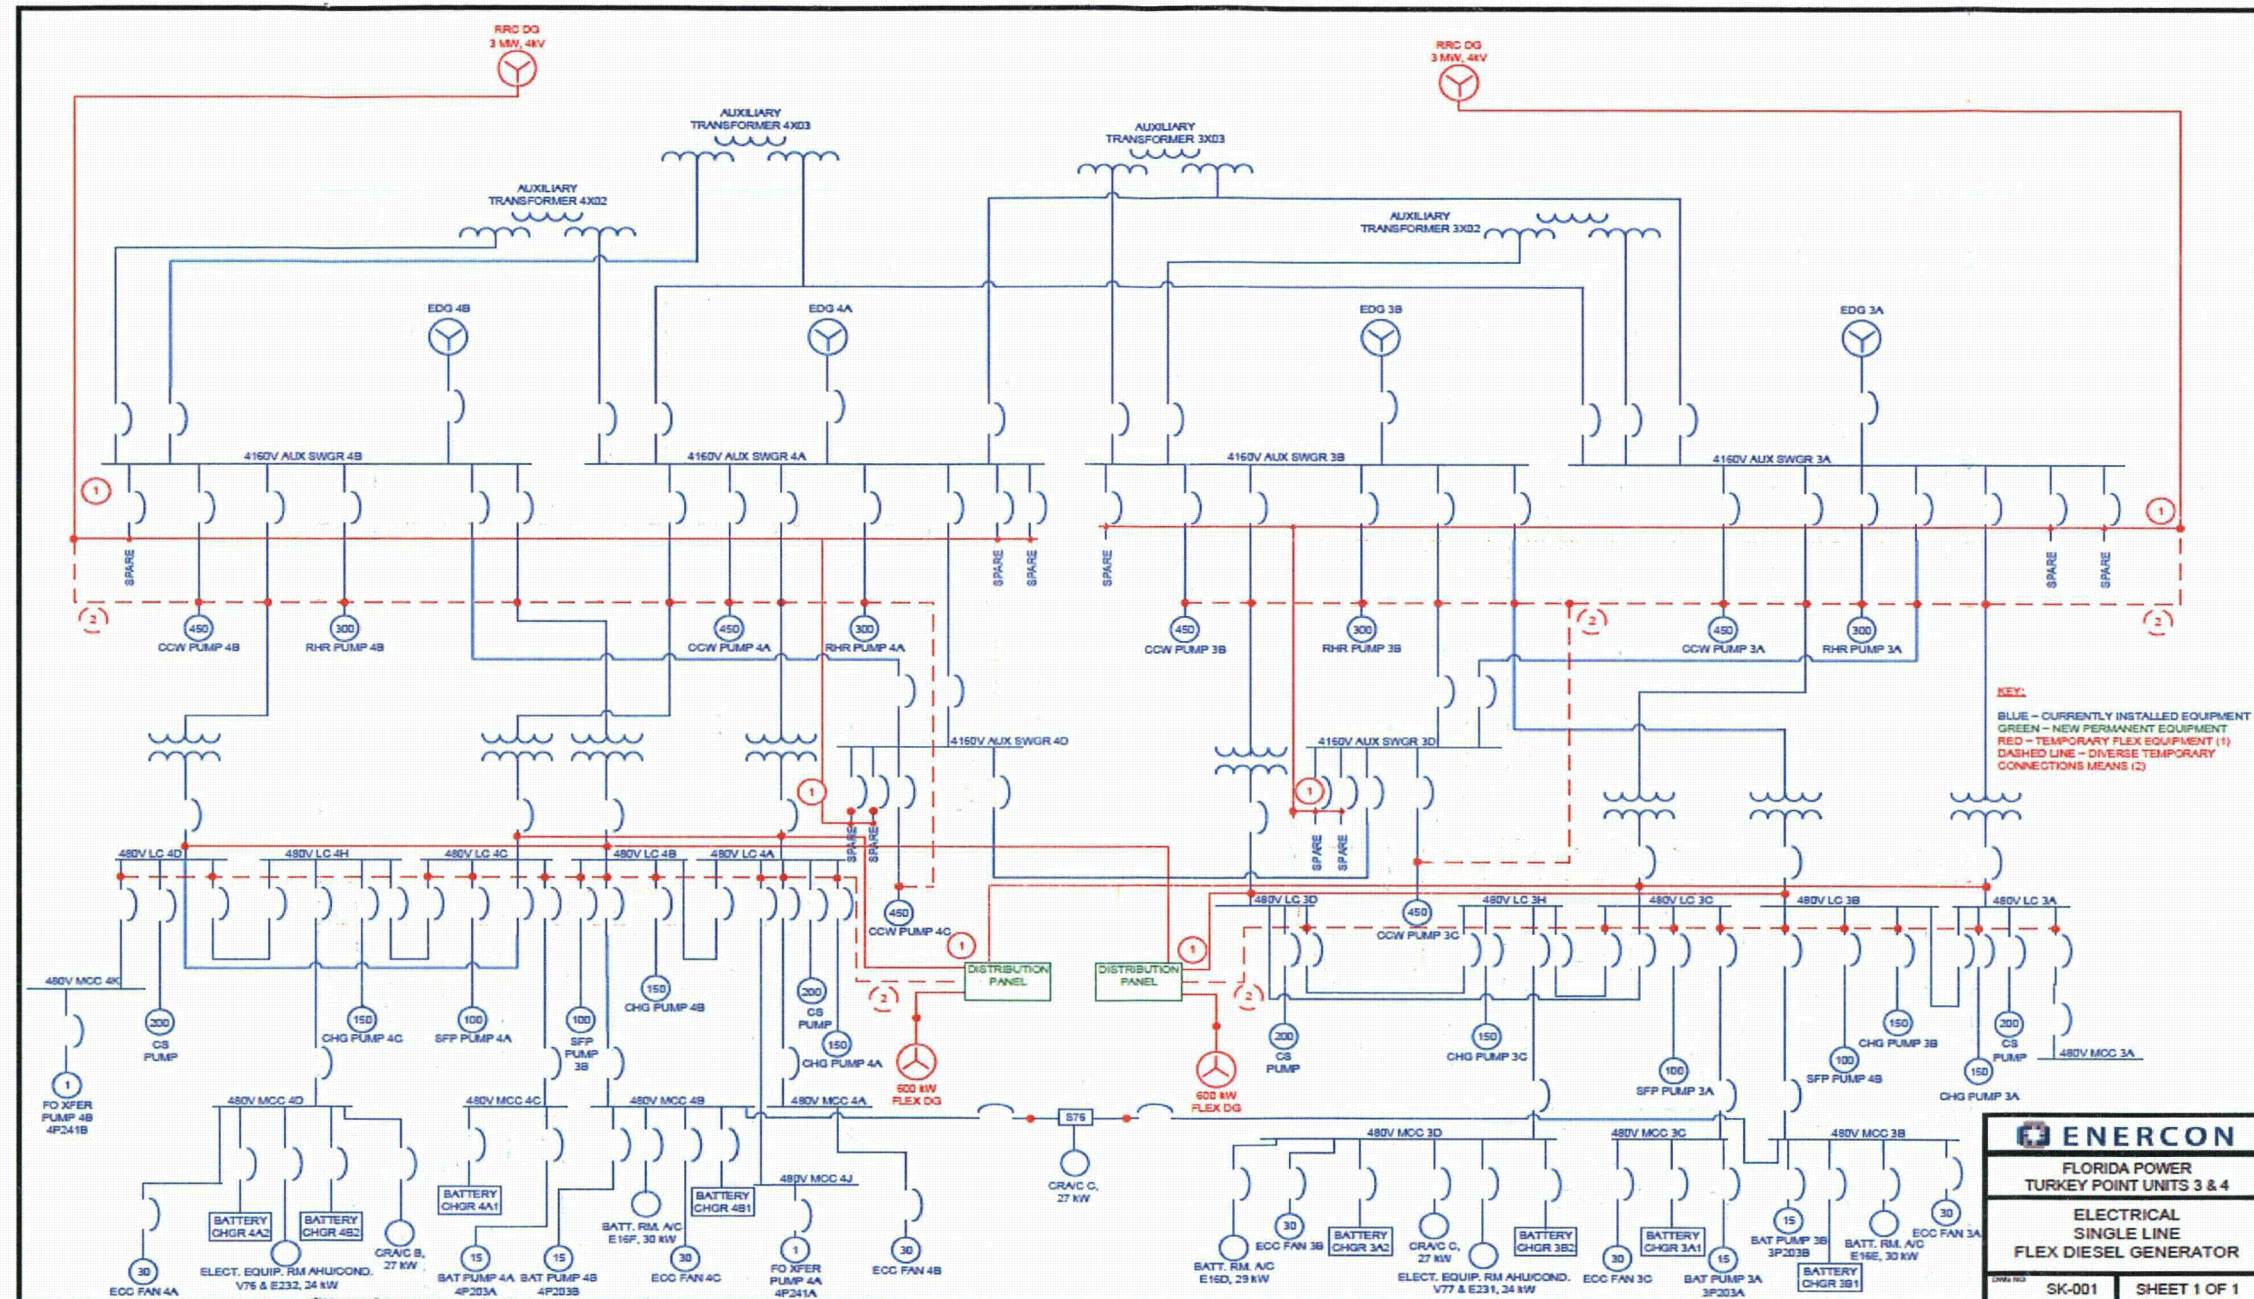 RRC DG
3 MW, 4kV
RRC DG
3 MW, 4kV
AUXILIARY
TRANSFORMER 4X03
AUXILIARY
TRANSFORMER 3X03
AUXILIARY
TRANSFORMER 4X02
AUXILIARY
TRANSFORMER 3X02
EDG 4B
EDG 4A
EDG 3B
EDG 3A
4160V AUX SWGR 4B
4160V AUX SWGR 4A
4160V AUX SWGR 3B
4160V AUX SWGR 3A
1
1
SPARE
SPARE
SPARE
SPARE
SPARE
SPARE
2
450
CCW PUMP 4B
300
RHR PUMP 4B
450
CCW PUMP 4A
300
RHR PUMP 4A
450
CCW PUMP 3B
300
RHR PUMP 3B
2
450
CCW PUMP 3A
300
RHR PUMP 3A
2
KEY:
BLUE – CURRENTLY INSTALLED EQUIPMENT
GREEN – NEW PERMANENT EQUIPMENT
RED – TEMPORARY FLEX EQUIPMENT (1)
DASHED LINE – DIVERSE TEMPORARY
CONNECTIONS MEANS (2)
4160V AUX SWGR 4D
4160V AUX SWGR 3D
1
1
SPARE
SPARE
SPARE
SPARE
480V LC 4D
480V LC 4H
480V LC 4C
480V LC 4B
480V LC 4A
480V LC 3D
480V LC 3H
480V LC 3C
480V LC 3B
480V LC 3A
450
CCW PUMP 4C
450
CCW PUMP 3C
1
1
DISTRIBUTION
PANEL
DISTRIBUTION
PANEL
2
2
480V MCC 4K
200
CS
PUMP
150
CHG PUMP 4C
100
SFP PUMP 4A
100
SFP
PUMP
3B
150
CHG PUMP 4B
200
CS
PUMP
150
CHG PUMP 4A
600 kW
FLEX DG
600 kW
FLEX DG
200
CS
PUMP
150
CHG PUMP 3C
100
SFP PUMP 3A
100
SFP PUMP 4B
150
CHG PUMP 3B
150
CHG PUMP 3A
200
CS
PUMP
480V MCC 3A
1
FO XFER
PUMP 4B
4P241B
480V MCC 4D
480V MCC 4C
480V MCC 4B
480V MCC 4A
S76
CRA/C C,
27 kW
480V MCC 3D
480V MCC 3C
480V MCC 3B
480V MCC 4J
30
ECC FAN 4A
BATTERY
CHGR 4A2
ELECT. EQUIP. RM AHU/COND.
V76 & E232, 24 kW
BATTERY
CHGR 4B2
CRA/C B,
27 kW
BATTERY
CHGR 4A1
15
BAT PUMP 4A
4P203A
15
BAT PUMP 4B
4P203B
BATT. RM. A/C
E16F, 30 kW
30
ECC FAN 4C
BATTERY
CHGR 4B1
1
FO XFER
PUMP 4A
4P241A
30
ECC FAN 4B
BATT. RM. A/C
E16D, 29 kW
30
ECC FAN 3B
BATTERY
CHGR 3A2
CRA/C C,
27 kW
ELECT. EQUIP. RM AHU/COND.
V77 & E231, 24 kW
BATTERY
CHGR 3B2
30
ECC FAN 3C
BATTERY
CHGR 3A1
15
BAT PUMP 3A
3P203A
15
BAT PUMP 3B
3P203B
BATTERY
CHGR 3B1
BATT. RM. A/C
E16E, 30 kW
30
ECC FAN 3A
ENERCON
FLORIDA POWER
TURKEY POINT UNITS 3 & 4
ELECTRICAL
SINGLE LINE
FLEX DIESEL GENERATOR
DWG NO
SK-001
SHEET 1 OF 1